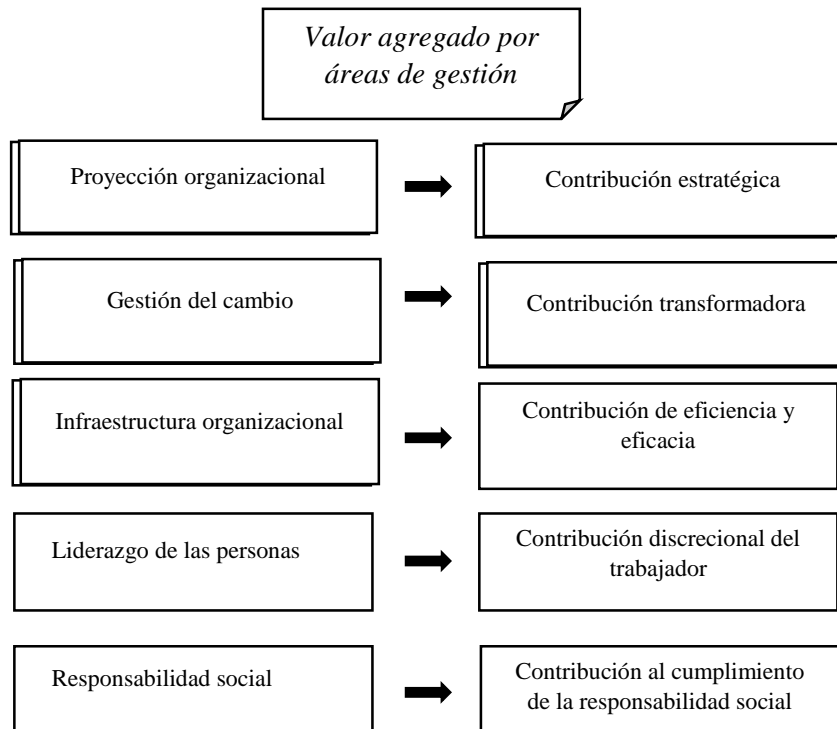 Valor agregado por
áreas de gestión
Proyección organizacional
Contribución estratégica
Gestión del cambio
Contribución transformadora
Infraestructura organizacional
Contribución de eficiencia y
eficacia
Liderazgo de las personas
Contribución discrecional del
trabajador
Responsabilidad social
Contribución al cumplimiento
de la responsabilidad social